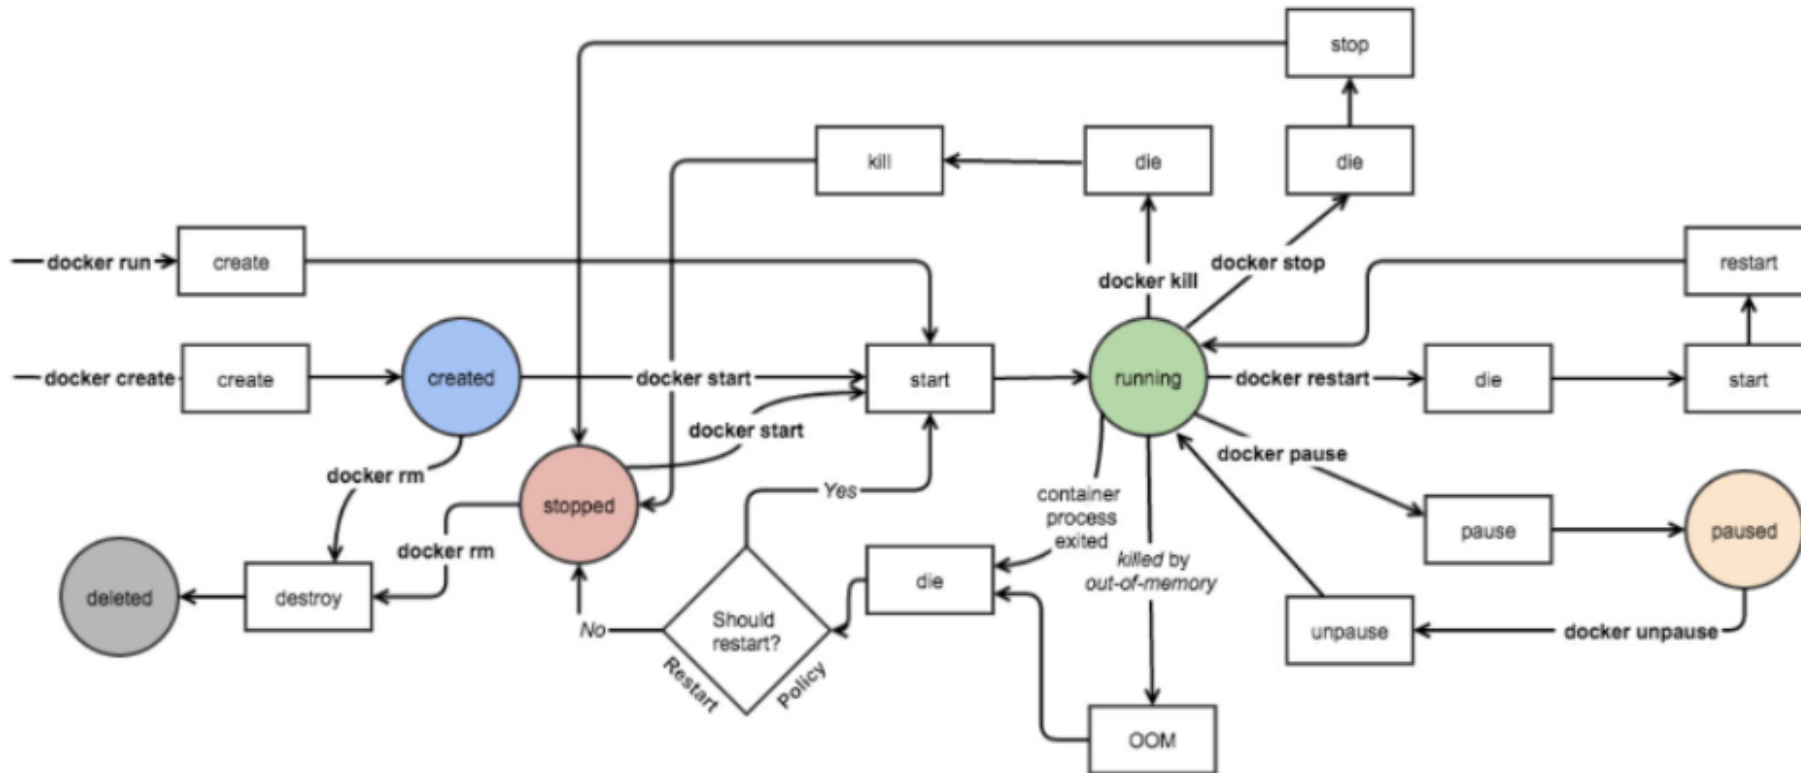 stop
kill
die
die
docker run
create
docker kill
docker stop
restart
docker create
create
created
docker start
start
running
docker restart
die
start
docker start
docker rm
docker pause
stopped
Yes
container
process
exited
pause
paused
docker rm
killed by
out-of-memory
deleted
destroy
die
Should
restart?
No
unpause
docker unpause
Restart
Policy
OOM